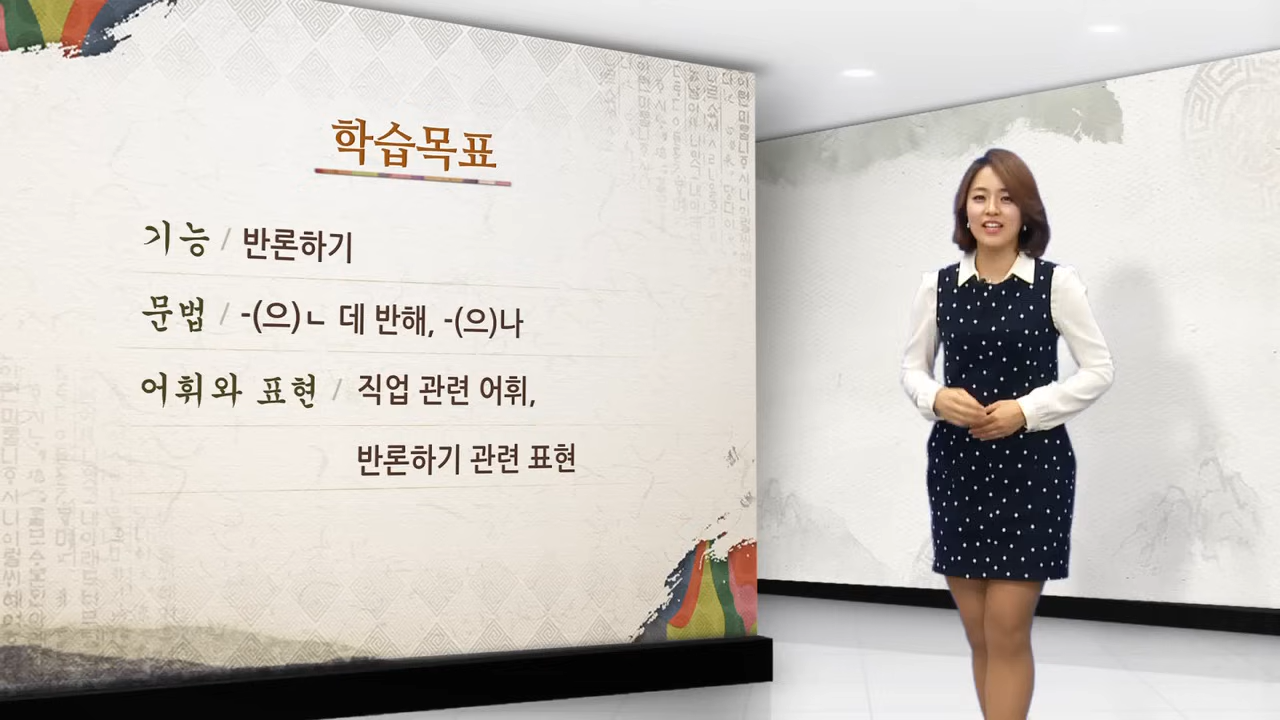 학습목표
기능 / 반론하기
문법 / -(으)ㄴ 데 반해, -(으)나
어휘와 표현 / 직업 관련 어휘,
반론하기 관련 표현